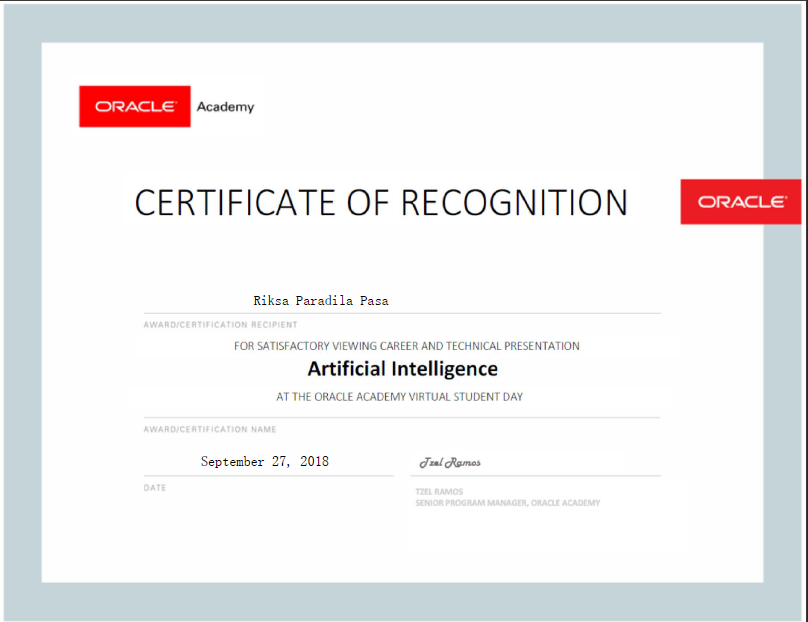 ORACLE Academy
CERTIFICATE OF RECOGNITION
ORACLE
Riksa Paradila Pasa
AWARD/CERTIFICATION RECIPIENT
FOR SATISFACTORY VIEWING CAREER AND TECHNICAL PRESENTATION
Artificial Intelligence
AT THE ORACLE ACADEMY VIRTUAL STUDENT DAY
AWARD/CERTIFICATION NAME
September 27, 2018
Tzel Ramos
DATE
TZEL RAMOS
SENIOR PROGRAM MANAGER, ORACLE ACADEMY